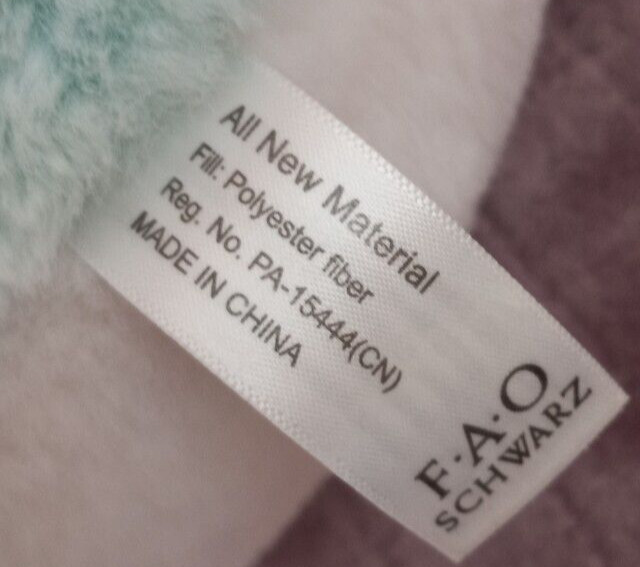 All New Material
Fill: Polyester fiber
Reg. No. PA-15444(CN)
MADE IN CHINA
F·A·O
SCHWARZ